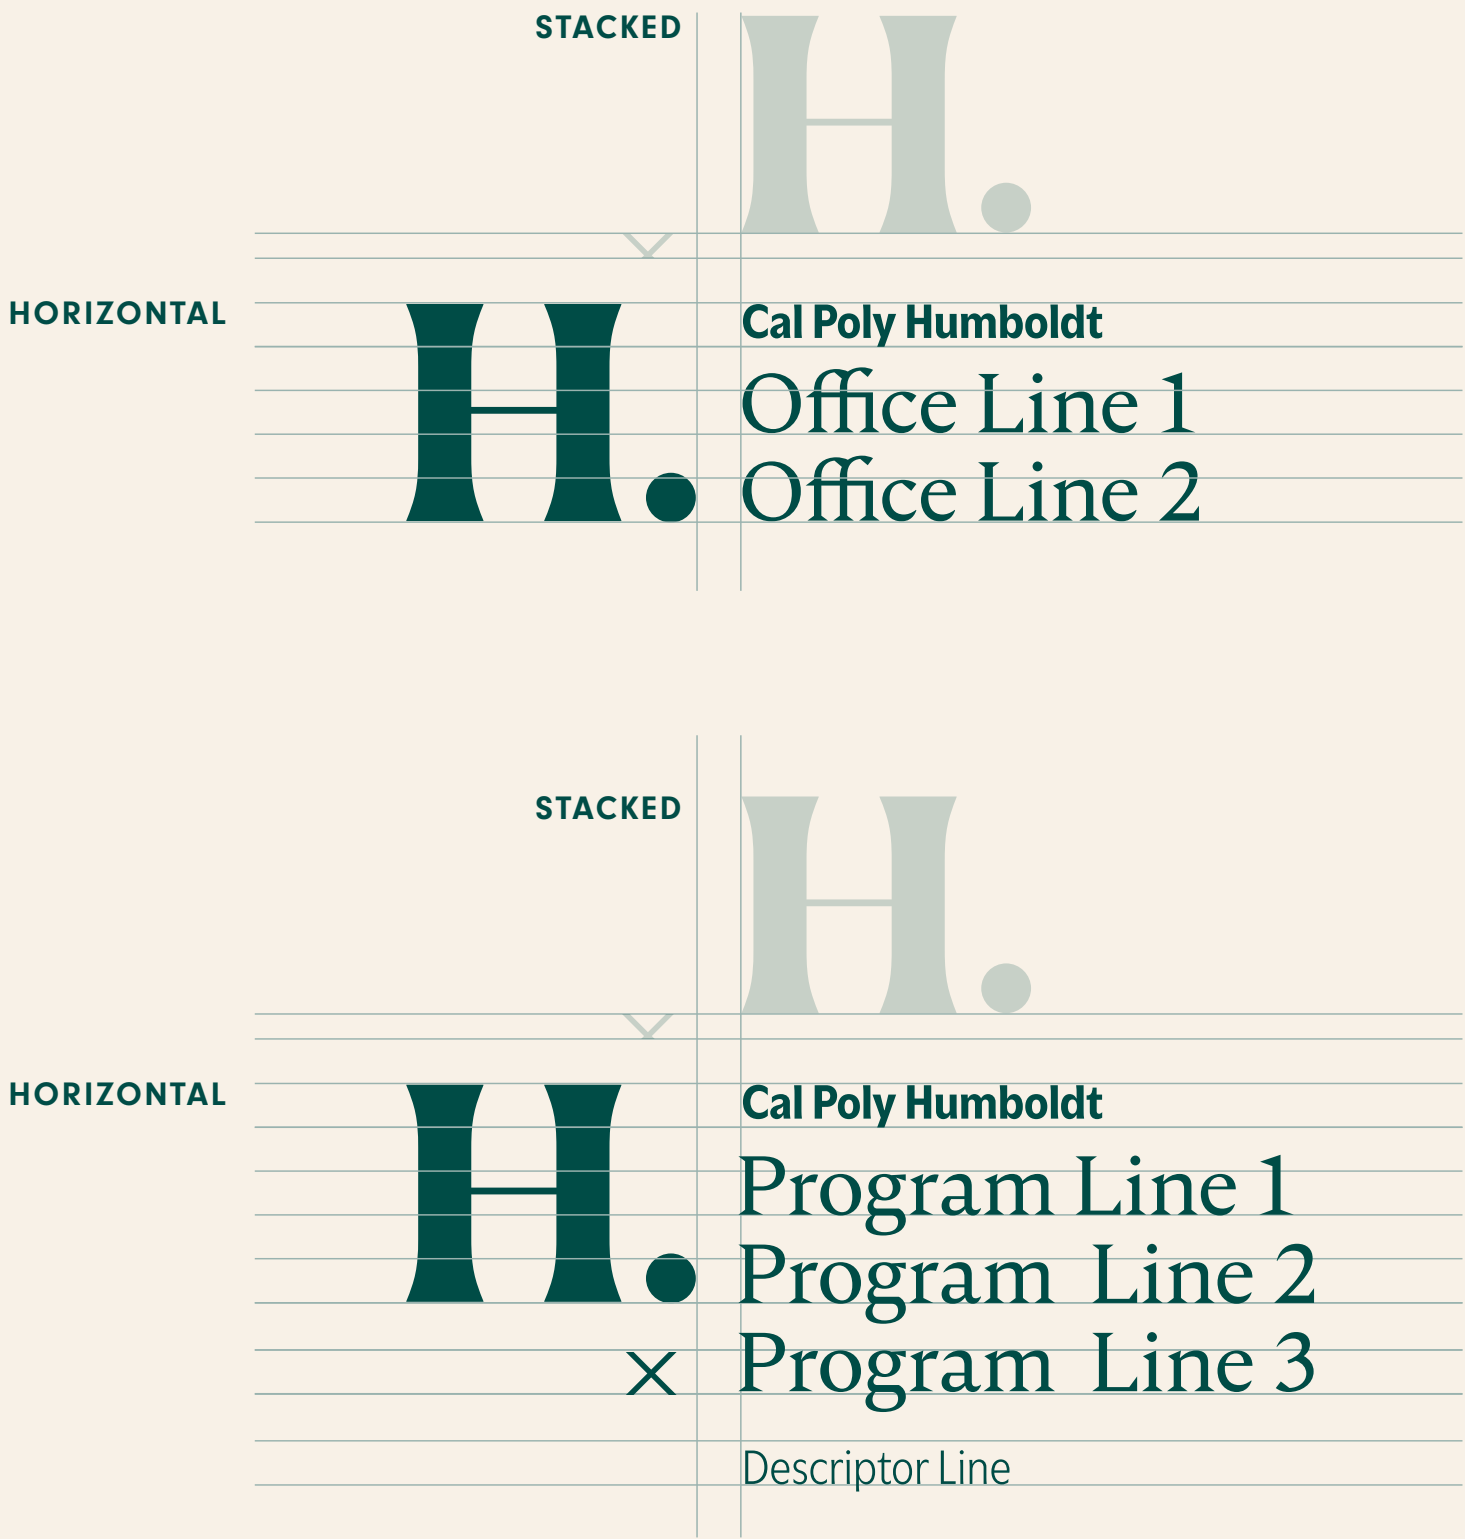 STACKED
H.
HORIZONTAL
H.
Cal Poly Humboldt
Office Line 1
Office Line 2
STACKED
H.
HORIZONTAL
H.
Cal Poly Humboldt
Program Line 1
Program Line 2
Program Line 3
Descriptor Line